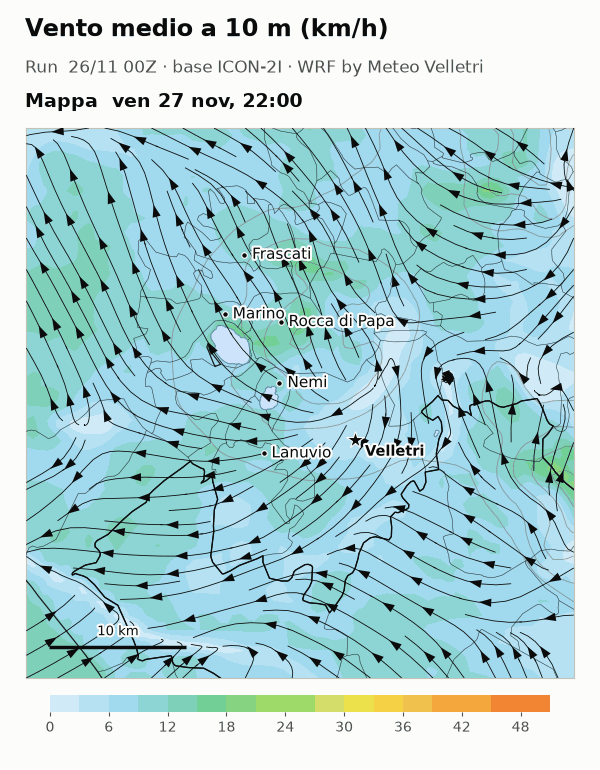 Vento medio a 10 m (km/h)
Run 26/11 00Z · base ICON-2I · WRF by Meteo Velletri
Mappa ven 27 nov, 22:00
Frascati
Marino
Rocca di Papa
Nemi
Velletri
Lanuvio
10 km
0 6 12 18 24 30 36 42 48